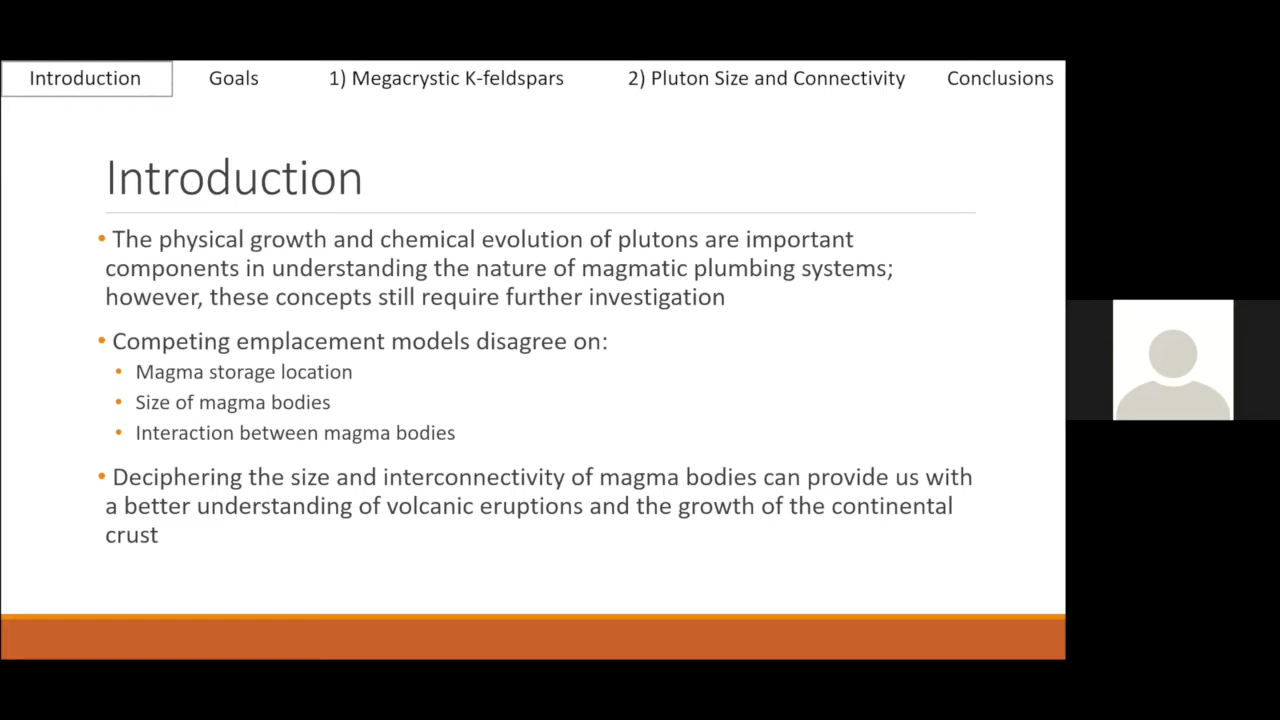 Introduction
Goals
1) Megacrystic K-feldspars
2) Pluton Size and Connectivity
Conclusions
Introduction
• The physical growth and chemical evolution of plutons are important
components in understanding the nature of magmatic plumbing systems;
however, these concepts still require further investigation
• Competing emplacement models disagree on:
• Magma storage location
• Size of magma bodies
• Interaction between magma bodies
• Deciphering the size and interconnectivity of magma bodies can provide us with
a better understanding of volcanic eruptions and the growth of the continental
crust